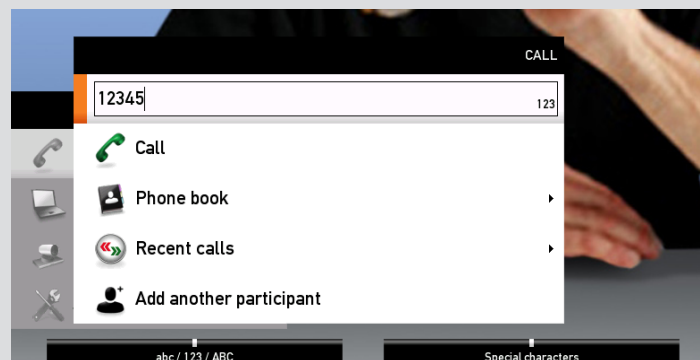 CALL
12345
123
Call
Phone book
Recent calls
Add another participant
abc / 123 / ABC
Special characters